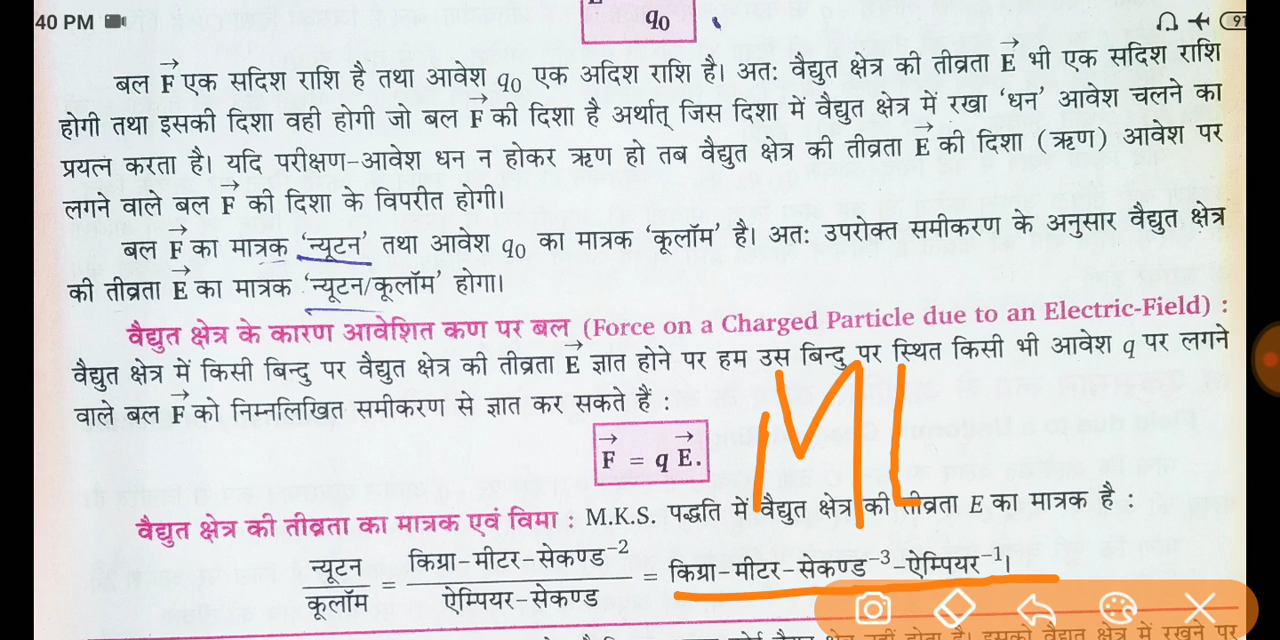 40 PM
91
q₀
बल F⃗ एक सदिश राशि है तथा आवेश q₀ एक अदिश राशि है। अतः वैद्युत क्षेत्र की तीव्रता E⃗ भी एक सदिश राशि
होगी तथा इसकी दिशा वही होगी जो बल F⃗ की दिशा है अर्थात् जिस दिशा में वैद्युत क्षेत्र में रखा ‘धन’ आवेश चलने का
प्रयत्न करता है। यदि परीक्षण-आवेश धन न होकर ऋण हो तब वैद्युत क्षेत्र की तीव्रता E⃗ की दिशा (ऋण) आवेश पर
लगने वाले बल F⃗ की दिशा के विपरीत होगी।
बल F⃗ का मात्रक ‘न्यूटन’ तथा आवेश q₀ का मात्रक ‘कूलॉम’ है। अतः उपरोक्त समीकरण के अनुसार वैद्युत क्षेत्र
की तीव्रता E⃗ का मात्रक ‘न्यूटन/कूलॉम’ होगा।
वैद्युत क्षेत्र के कारण आवेशित कण पर बल (Force on a Charged Particle due to an Electric-Field) :
वैद्युत क्षेत्र में किसी बिन्दु पर वैद्युत क्षेत्र की तीव्रता E⃗ ज्ञात होने पर हम उस बिन्दु पर स्थित किसी भी आवेश q पर लगने
वाले बल F⃗ को निम्नलिखित समीकरण से ज्ञात कर सकते हैं :
F⃗ = q E⃗.
ML
वैद्युत क्षेत्र की तीव्रता का मात्रक एवं विमा : M.K.S. पद्धति में वैद्युत क्षेत्र की तीव्रता E का मात्रक है :
न्यूटन/कूलॉम = किग्रा-मीटर-सेकण्ड⁻²/ऐम्पियर-सेकण्ड = किग्रा-मीटर-सेकण्ड⁻³-ऐम्पियर⁻¹।
इसको वैद्युत क्षेत्र में रखने पर